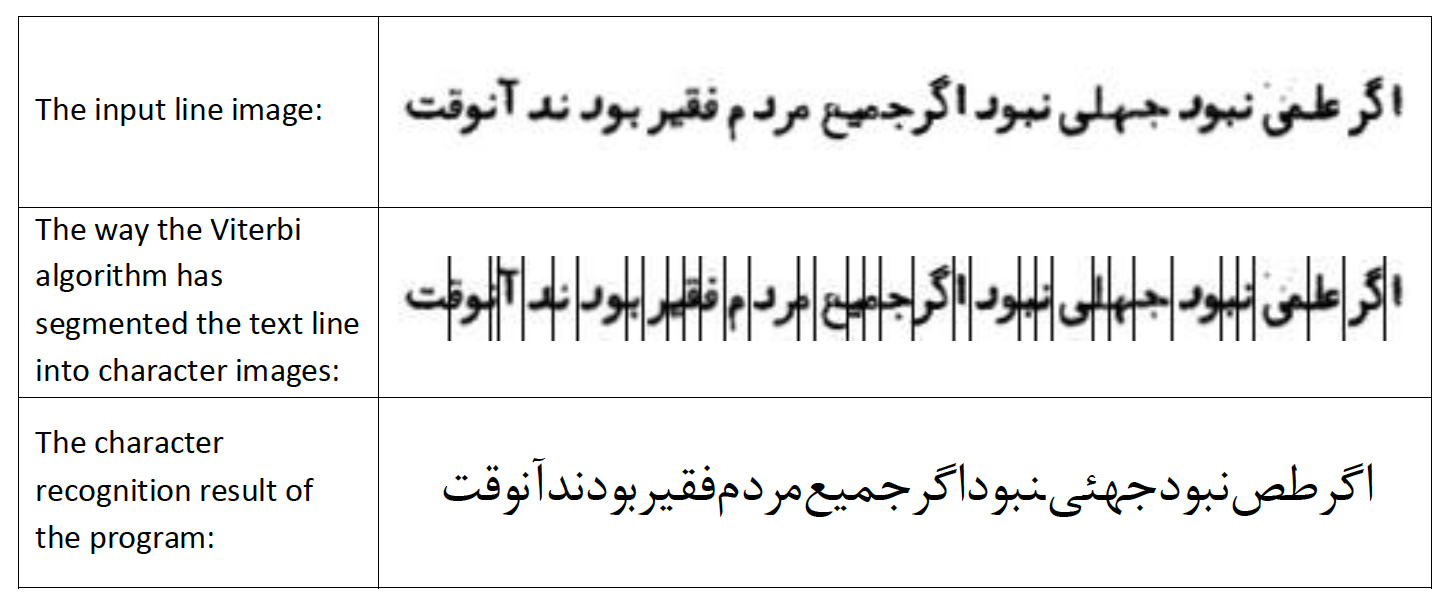 The input line image:
اگر علمی نبود جهلی نبود اگر جمیع مردم فقیر بودند آنوقت
The way the Viterbi
algorithm has
segmented the text line
into character images:
اگر علمی نبود جهلی نبود اگر جمیع مردم فقیر بودند آنوقت
The character
recognition result of
the program:
اگرطص‌نبودجهئی‌نبوداگرجمیع‌مردم‌فقیربودندآنوقت